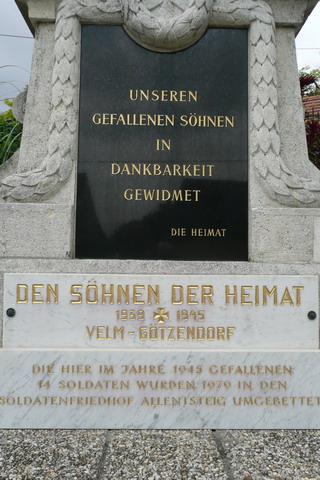 UNSEREN
GEFALLENEN SÖHNEN
IN
DANKBARKEIT
GEWIDMET
DIE HEIMAT
DEN SÖHNEN DER HEIMAT
1939 1945
VELM-GÖTZENDORF
DIE HIER IM JAHRE 1945 GEFALLENEN
14 SOLDATEN WURDEN 1979 IN DEN
SOLDATENFRIEDHOF ALLENTSTEIG UMGEBETTET